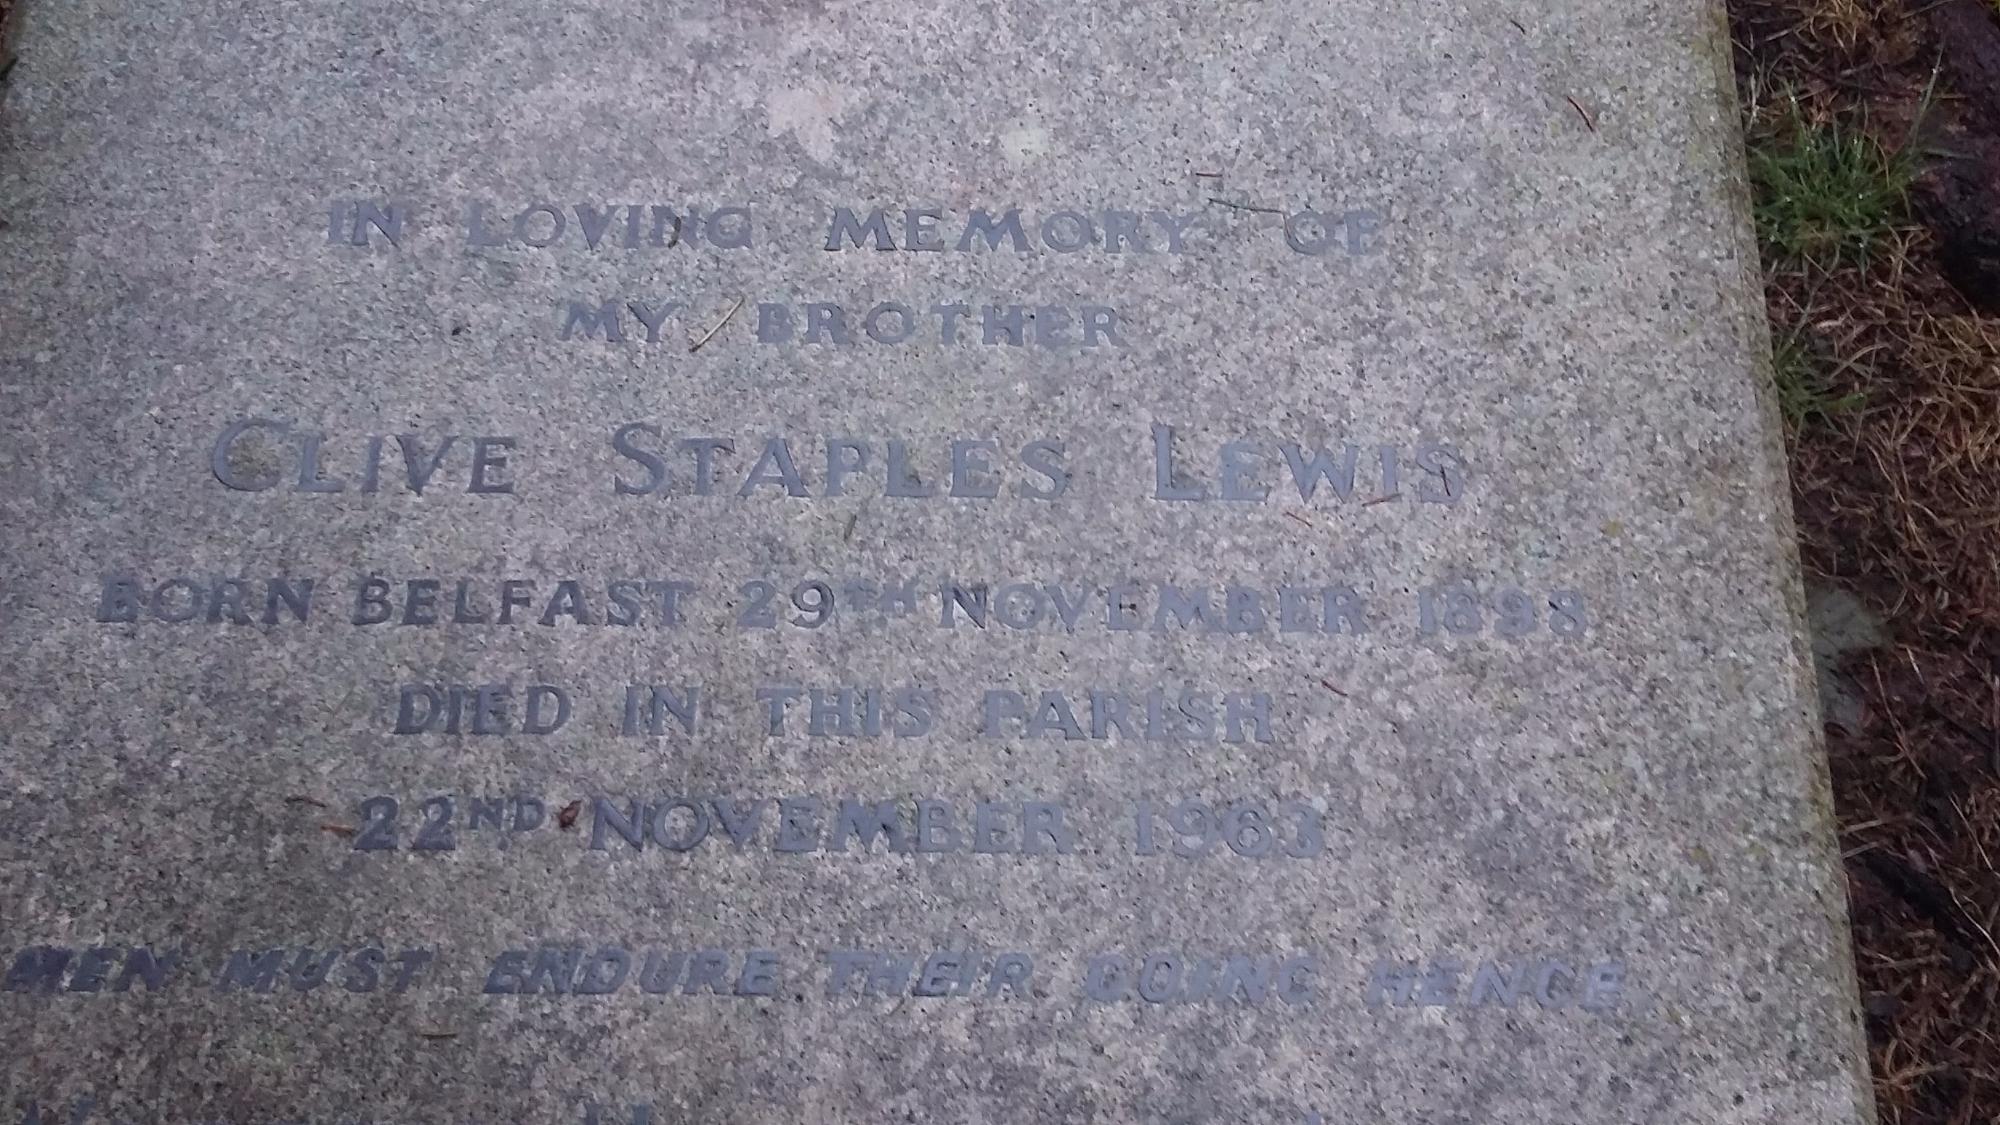 IN LOVING MEMORY OF
MY BROTHER
CLIVE STAPLES LEWIS
BORN BELFAST 29TH NOVEMBER 1898
DIED IN THIS PARISH
22ND NOVEMBER 1963
MEN MUST ENDURE THEIR GOING HENCE